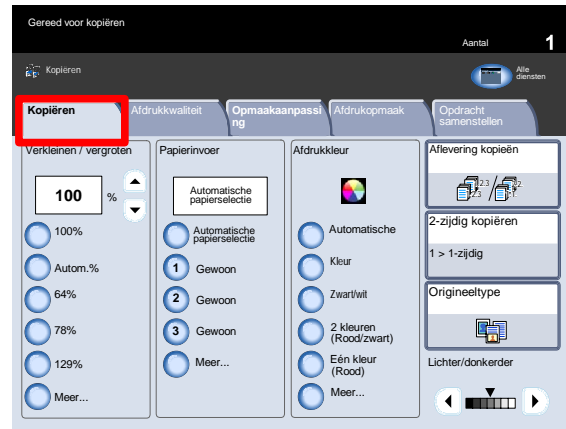 Gereed voor kopiëren
Aantal 1
Kopiëren
Alle
diensten
Kopiëren
Afdrukkwaliteit
Opmaakaanpassi
ng
Afdrukopmaak
Opdracht
samenstellen
Verkleinen / vergroten
100 %
100%
Autom.%
64%
78%
129%
Meer...
Papierinvoer
Automatische
papierselectie
Automatische
papierselectie
1 Gewoon
2 Gewoon
3 Gewoon
Meer...
Afdrukkleur
Automatische
Kleur
Zwart/wit
2 kleuren
(Rood/zwart)
Eén kleur
(Rood)
Meer...
Aflevering kopieën
2-zijdig kopiëren
1 > 1-zijdig
Origineeltype
Lichter/donkerder